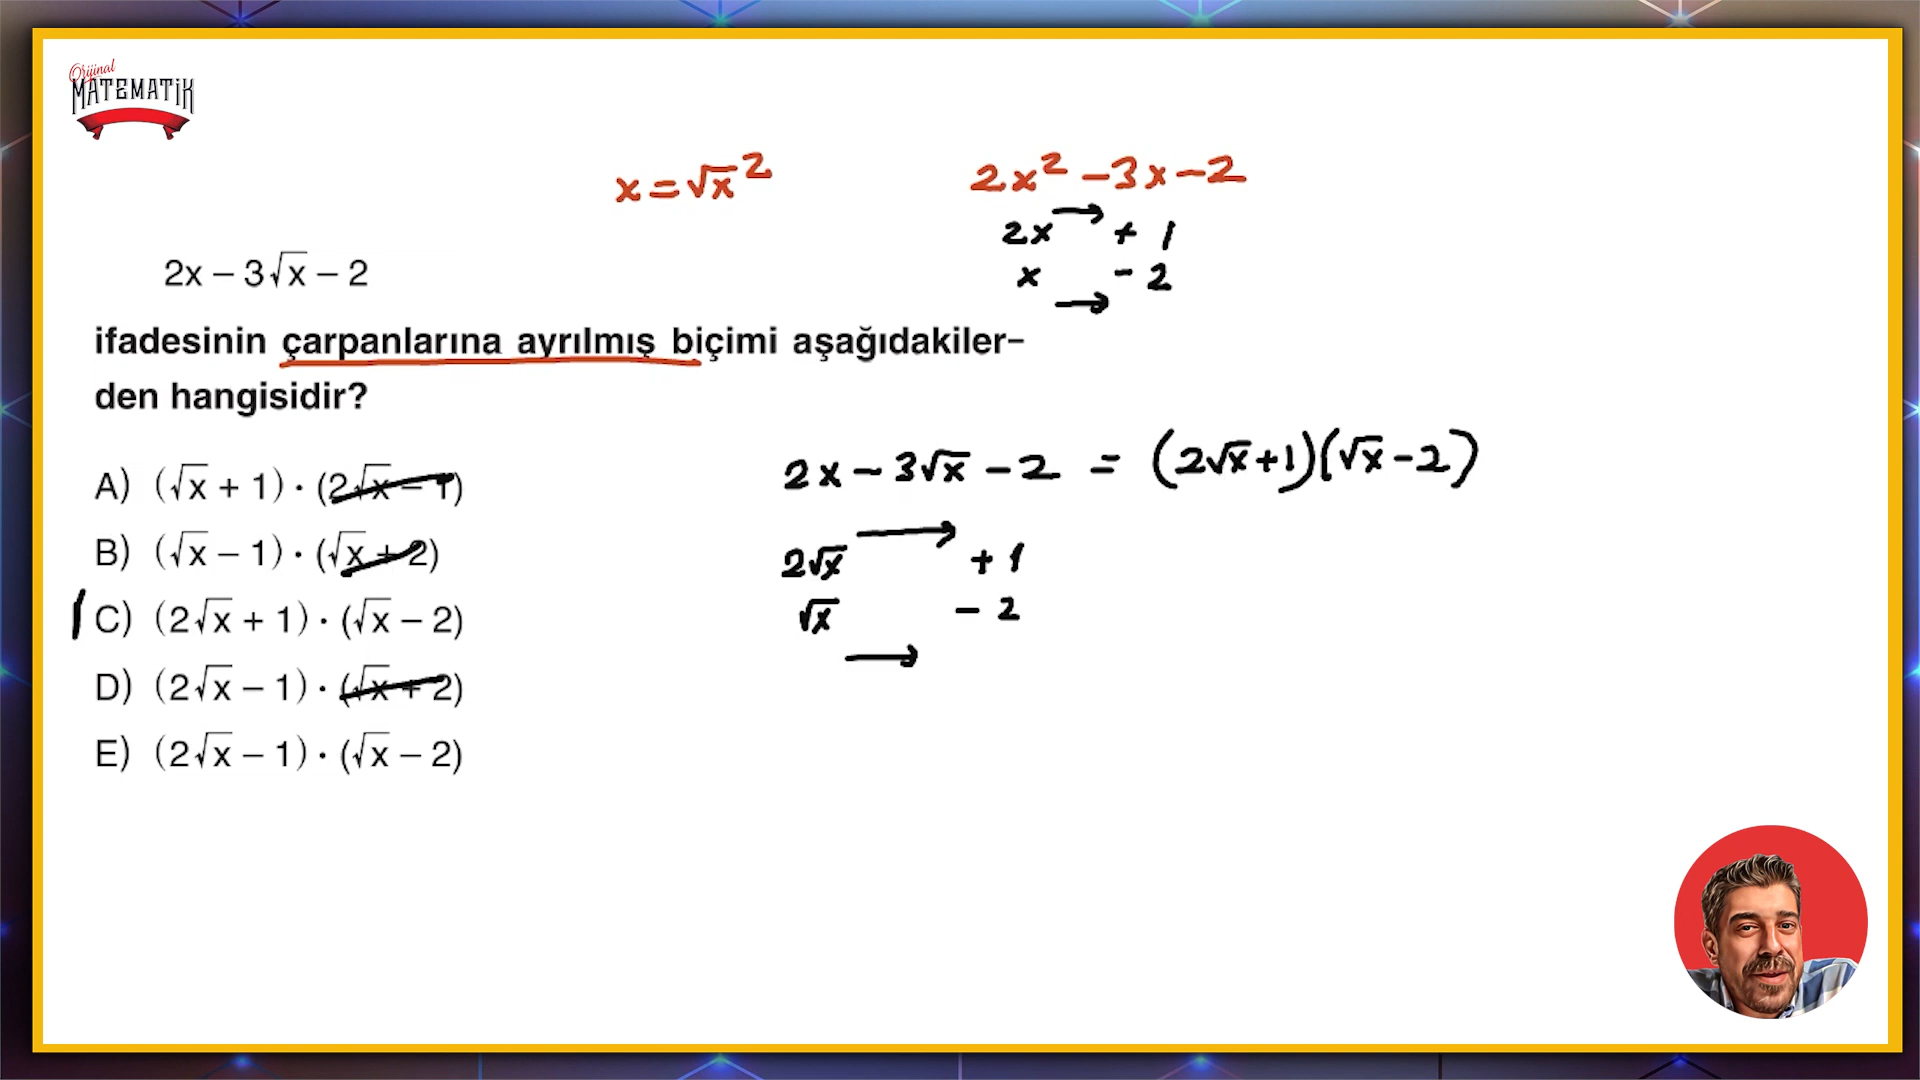 Orijinal
MATEMATİK
x = √x²
2x² - 3x - 2
2x → + 1
x - 2
→
2x – 3√x – 2
ifadesinin çarpanlarına ayrılmış biçimi aşağıdakiler-
den hangisidir?
A) (√x + 1) · (2√x – 1)
B) (√x – 1) · (√x + 2)
C) (2√x + 1) · (√x – 2)
D) (2√x – 1) · (√x + 2)
E) (2√x – 1) · (√x – 2)
2x - 3√x - 2 = (2√x+1)(√x-2)
2√x → + 1
√x - 2
→